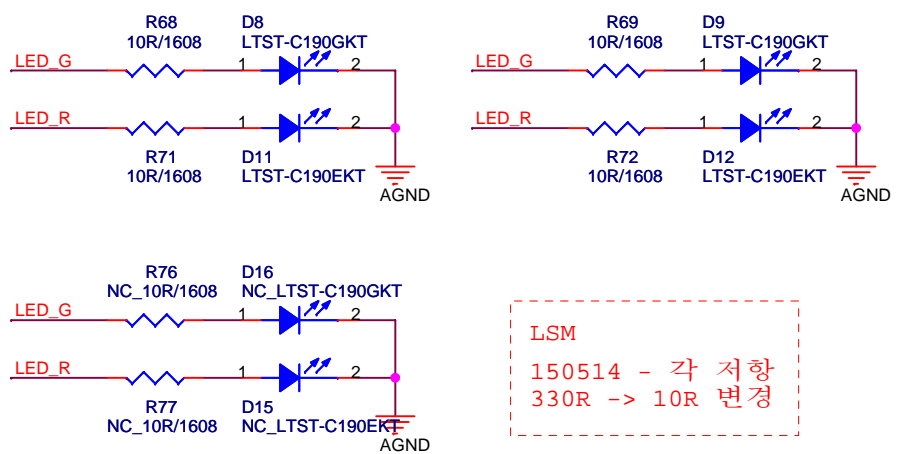 R68
10R/1608
D8
LTST-C190GKT
LED_G
1
2
LED_R
1
2
R71
10R/1608
D11
LTST-C190EKT
AGND
R69
10R/1608
D9
LTST-C190GKT
LED_G
1
2
LED_R
1
2
R72
10R/1608
D12
LTST-C190EKT
AGND
R76
NC_10R/1608
D16
NC_LTST-C190GKT
LED_G
1
2
LED_R
1
2
R77
NC_10R/1608
D15
NC_LTST-C190EKT
AGND
LSM
150514 - 각 저항
330R -> 10R 변경